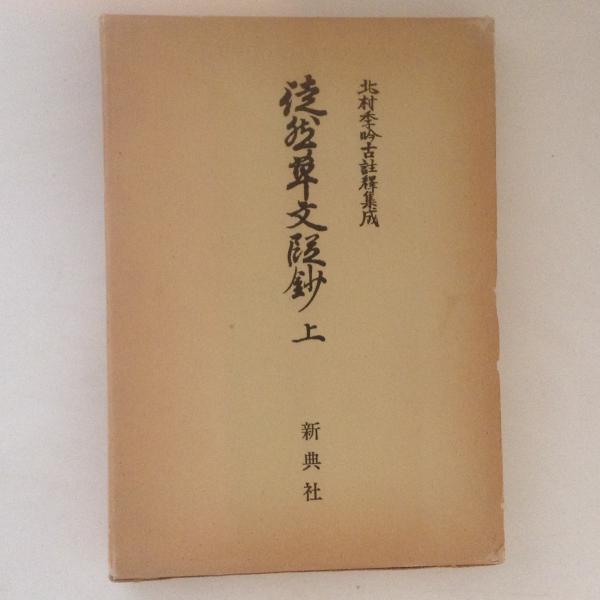 北村季吟古註釋集成
徒然草文段鈔 上
新典社